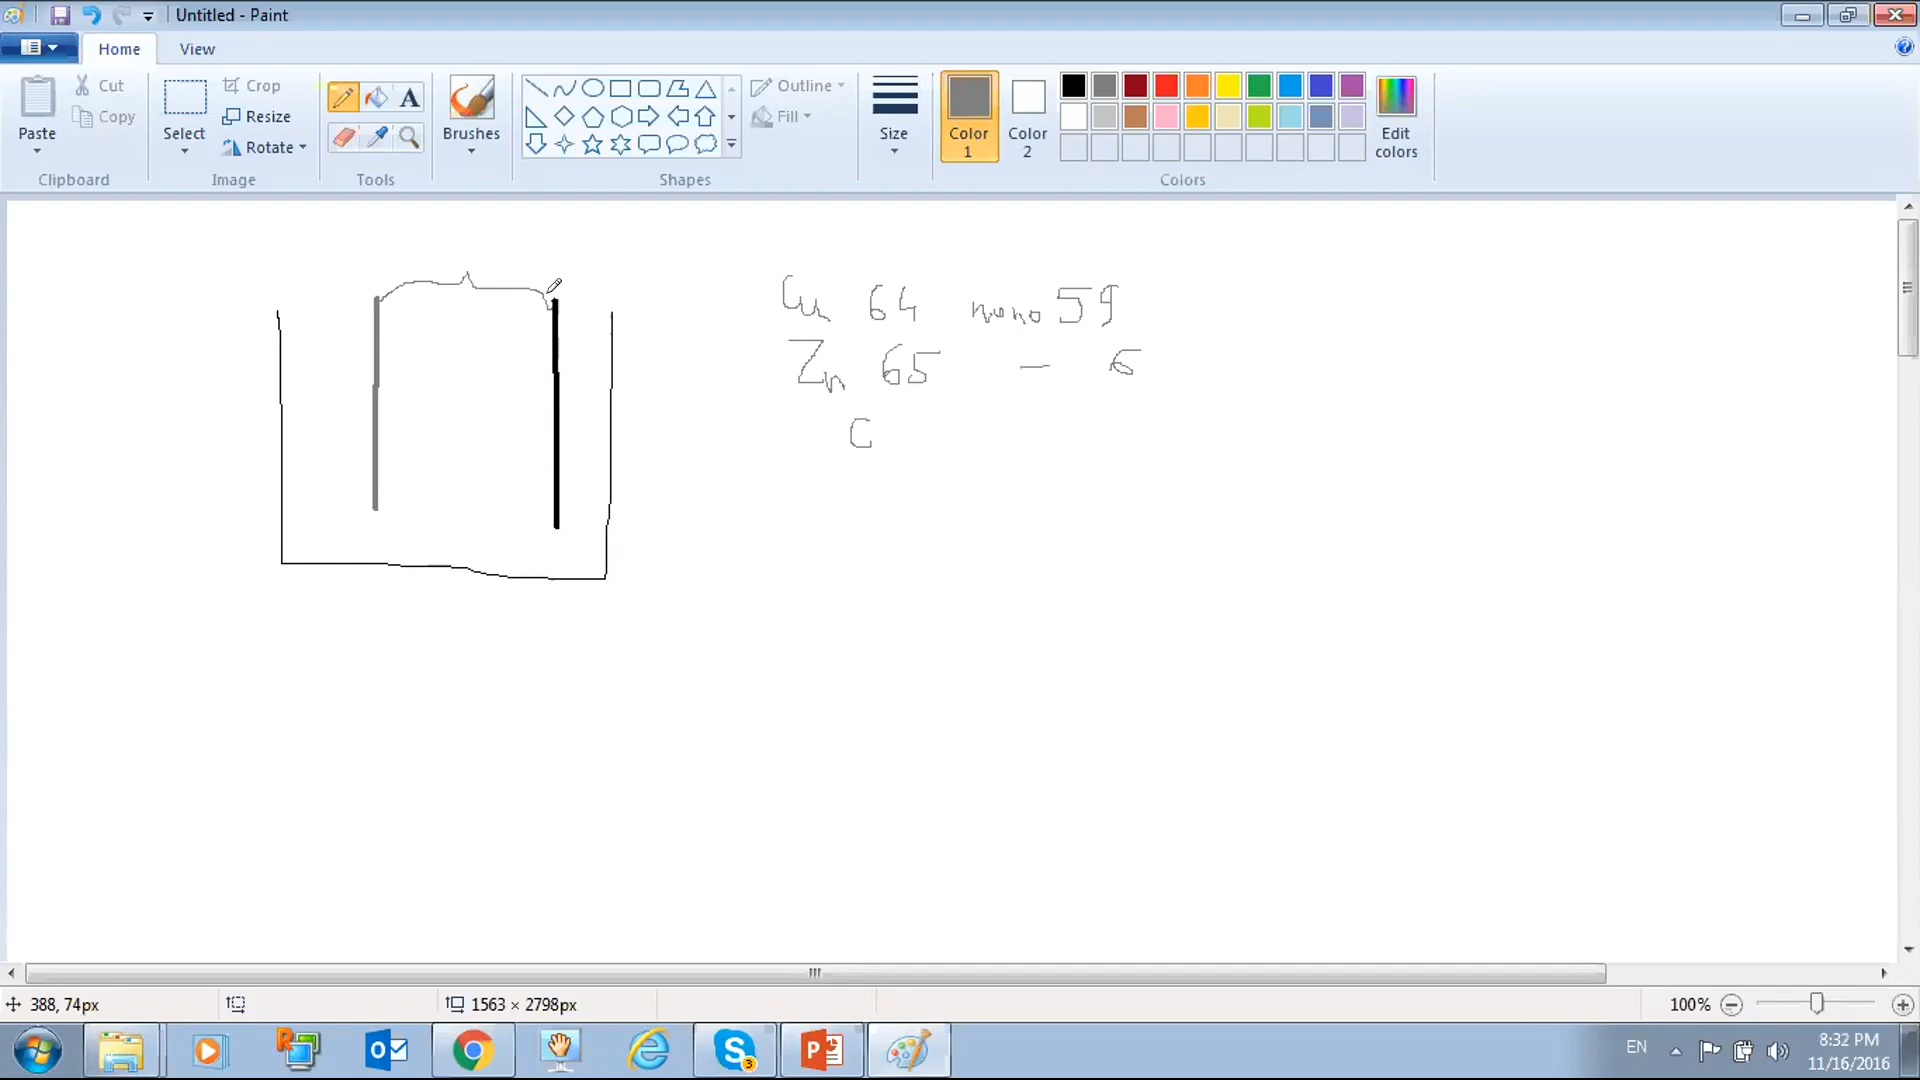 Untitled - Paint
Home
View
Paste
Cut
Copy
Clipboard
Select
Crop
Resize
Rotate
Image
Tools
Brushes
Shapes
Outline
Fill
Size
Color 1
Color 2
Edit colors
Colors
Cu 64 59
Zn 65 - 6
C
388, 74px
1563 × 2798px
100%
EN
8:32 PM
11/16/2016